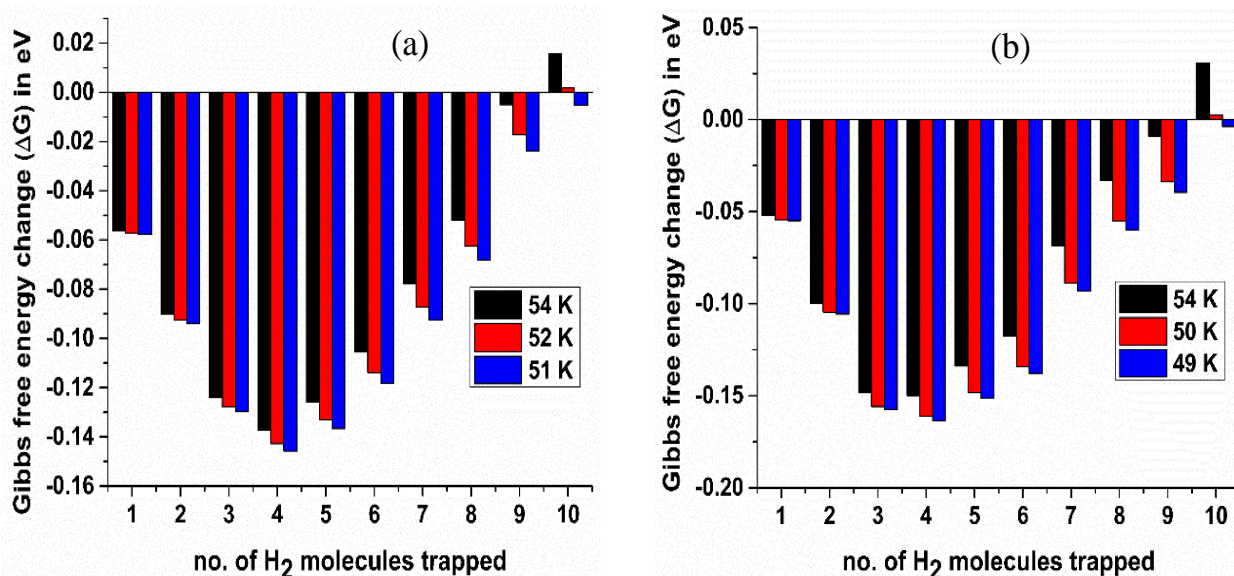 (a)
Gibbs free energy change (ΔG) in eV
0.02
0.00
-0.02
-0.04
-0.06
-0.08
-0.10
-0.12
-0.14
-0.16
54 K
52 K
51 K
1 2 3 4 5 6 7 8 9 10
no. of H2 molecules trapped
(b)
Gibbs free energy change (ΔG) in eV
0.05
0.00
-0.05
-0.10
-0.15
-0.20
54 K
50 K
49 K
1 2 3 4 5 6 7 8 9 10
no. of H2 molecules trapped